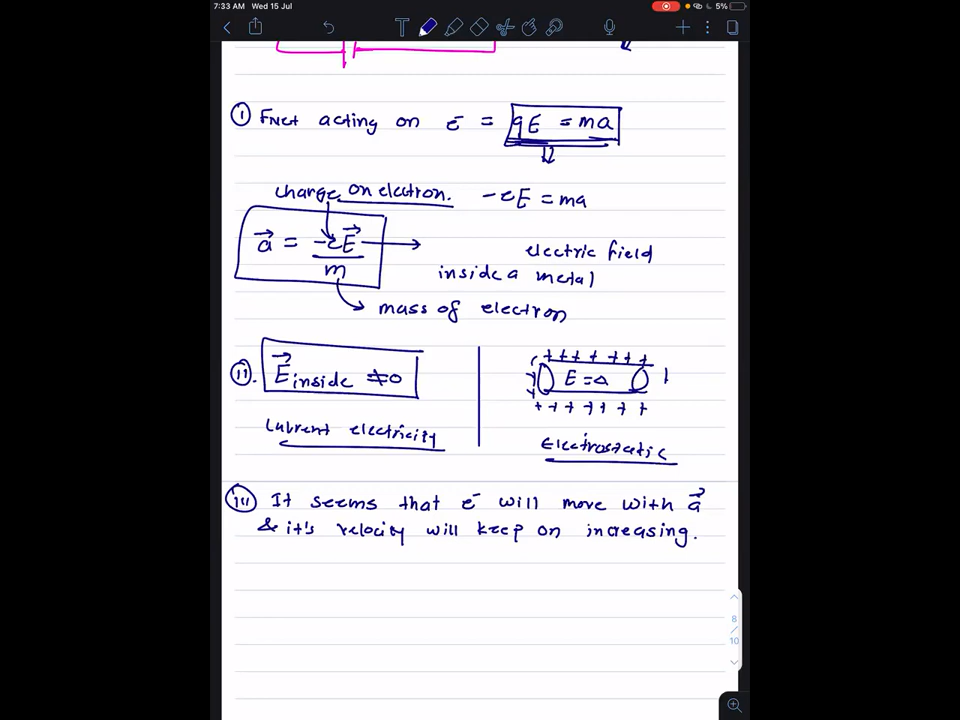 7:33 AM Wed 15 Jul
5%
① FNet acting on e⁻ = qE = ma
charge on electron. -eE = ma
a = -eE
m
electric field
inside a metal
mass of electron
(ii). E inside ≠0
E=0
+ + + + + + +
Current electricity
Electrostatic
(iii) It seems that e⁻ will move with a
& it's velocity will keep on increasing.
8
/
10